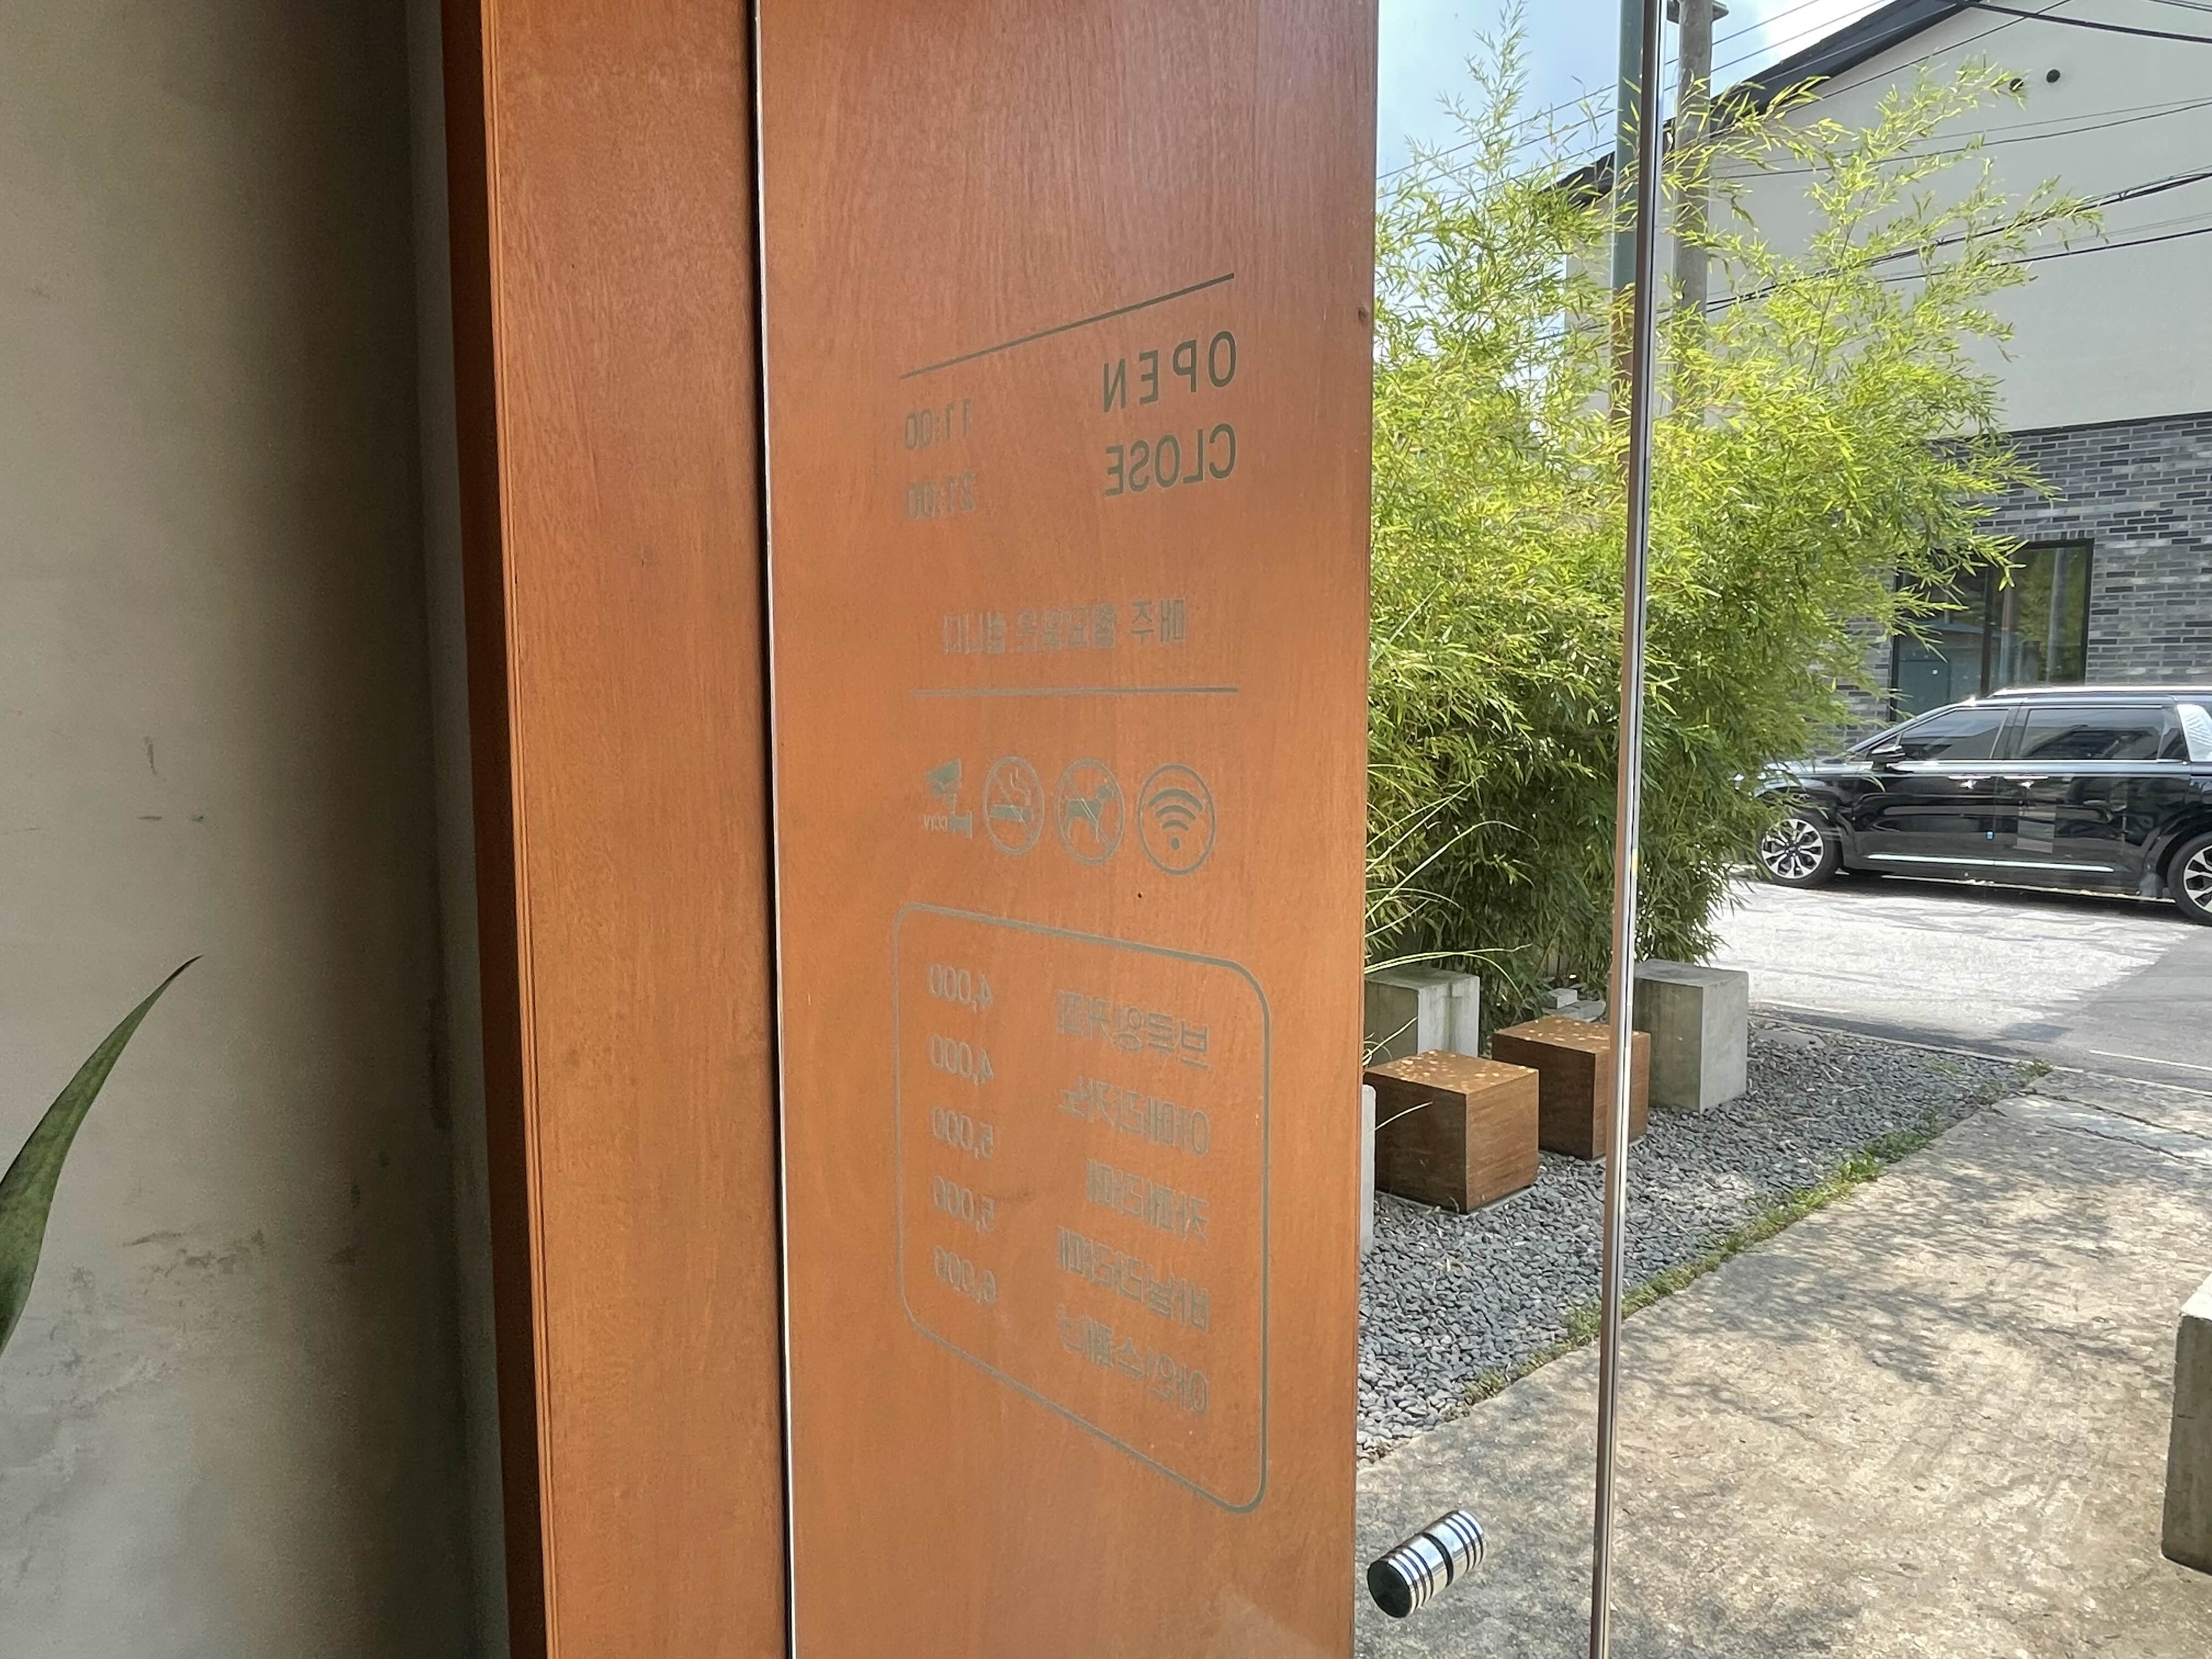 OPEN 11:00
CLOSE 21:00
매주 월요일은 쉽니다
CCTV
브루잉커피 4,000
아메리카노 4,000
카페라떼 5,000
바닐라라떼 5,000
아인스페너 6,000